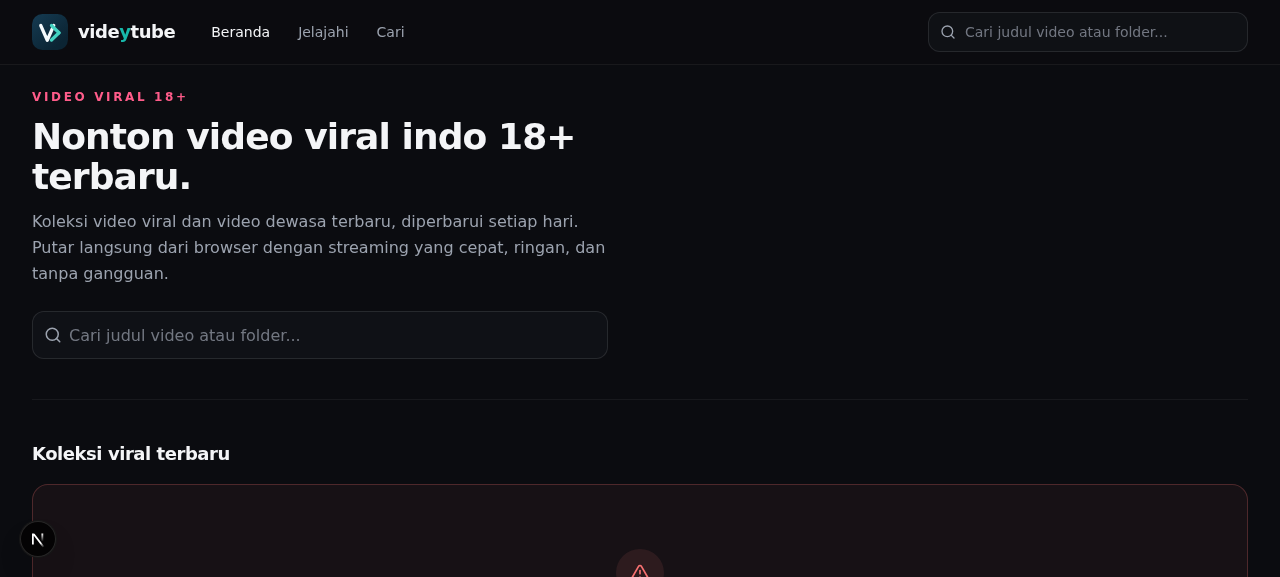 videytube
Beranda
Jelajahi
Cari
Cari judul video atau folder...
VIDEO VIRAL 18+
Nonton video viral indo 18+
terbaru.
Koleksi video viral dan video dewasa terbaru, diperbarui setiap hari.
Putar langsung dari browser dengan streaming yang cepat, ringan, dan
tanpa gangguan.
Cari judul video atau folder...
Koleksi viral terbaru
N